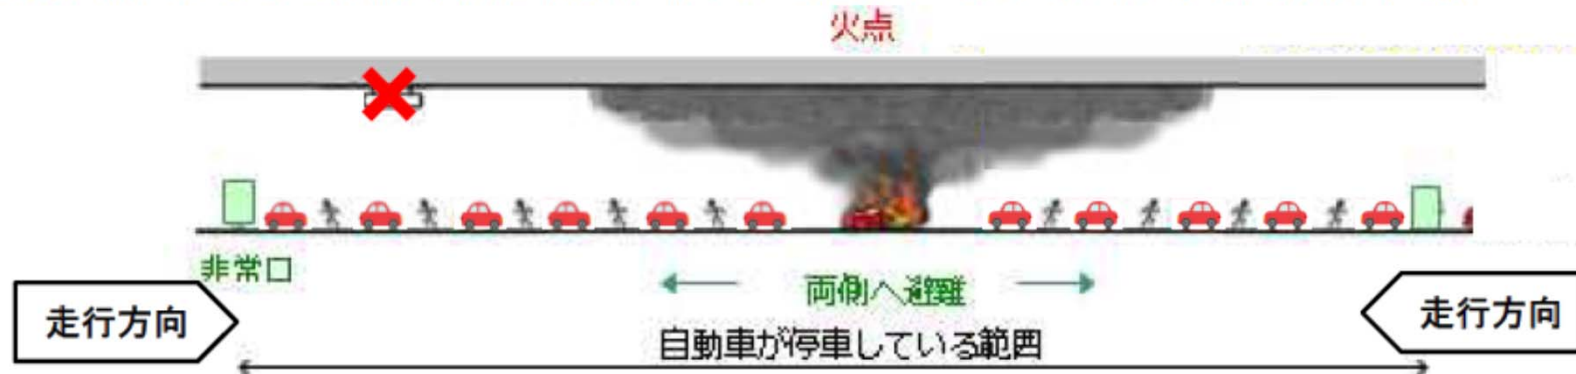 火点
非常口
両側へ避難
走行方向
走行方向
自動車が停車している範囲